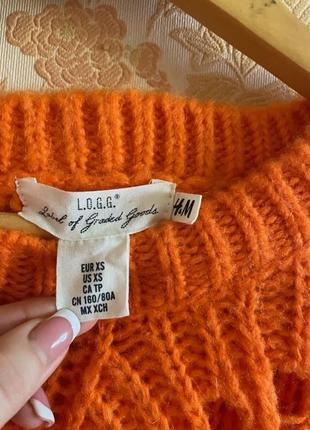 L.O.G.G.®
Label of Graded Goods
H&M
EUR XS
US XS
CA TP
CN 160/80A
MX XCH